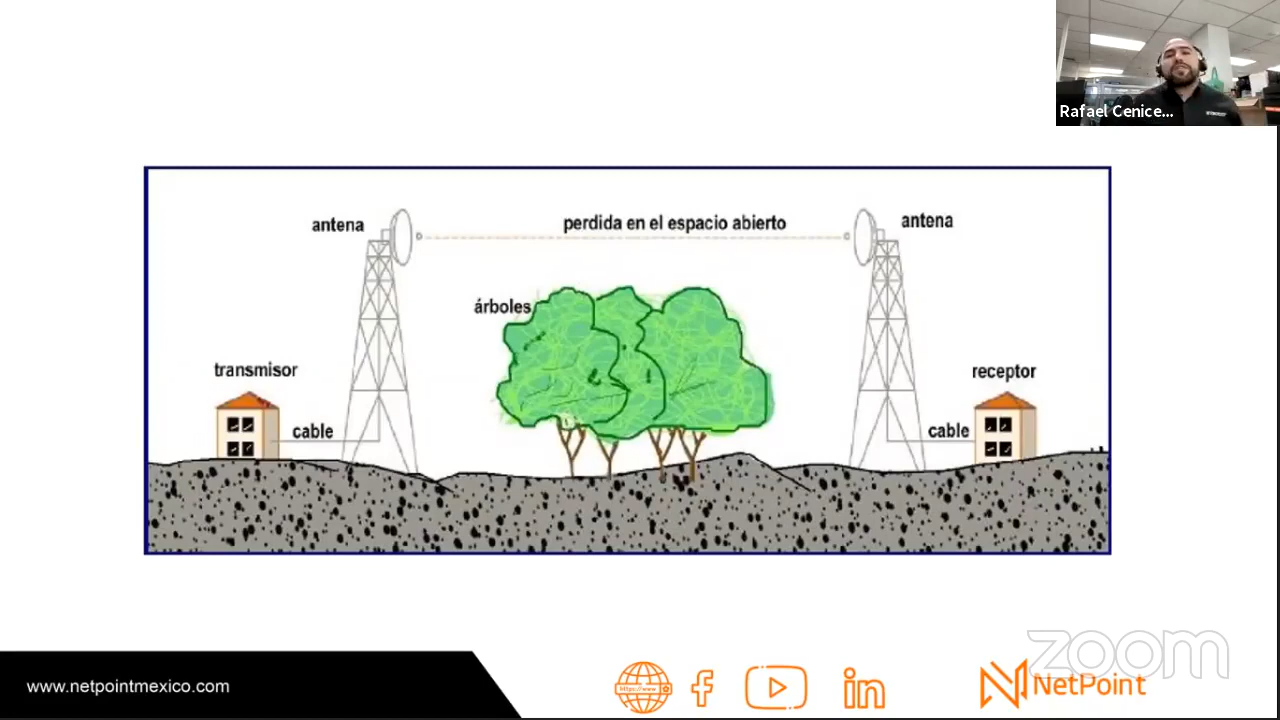 Rafael Cenice...
antena
perdida en el espacio abierto
antena
árboles
transmisor
receptor
cable
cable
zoom
www.netpointmexico.com
https://www
NetPoint